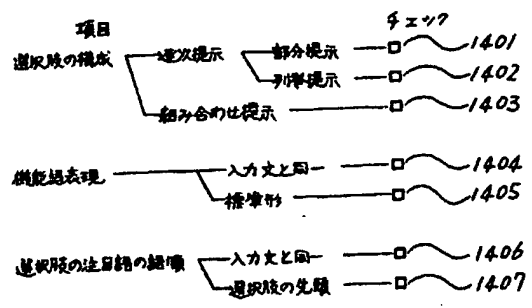 項目 チェック
選択肢の構成 逐次提示 部分提示 1401
列挙提示 1402
組み合わせ提示 1403
機能語表現 入力文と同一 1404
標準形 1405
選択肢の注目語の語順 入力文と同一 1406
選択肢の先頭 1407